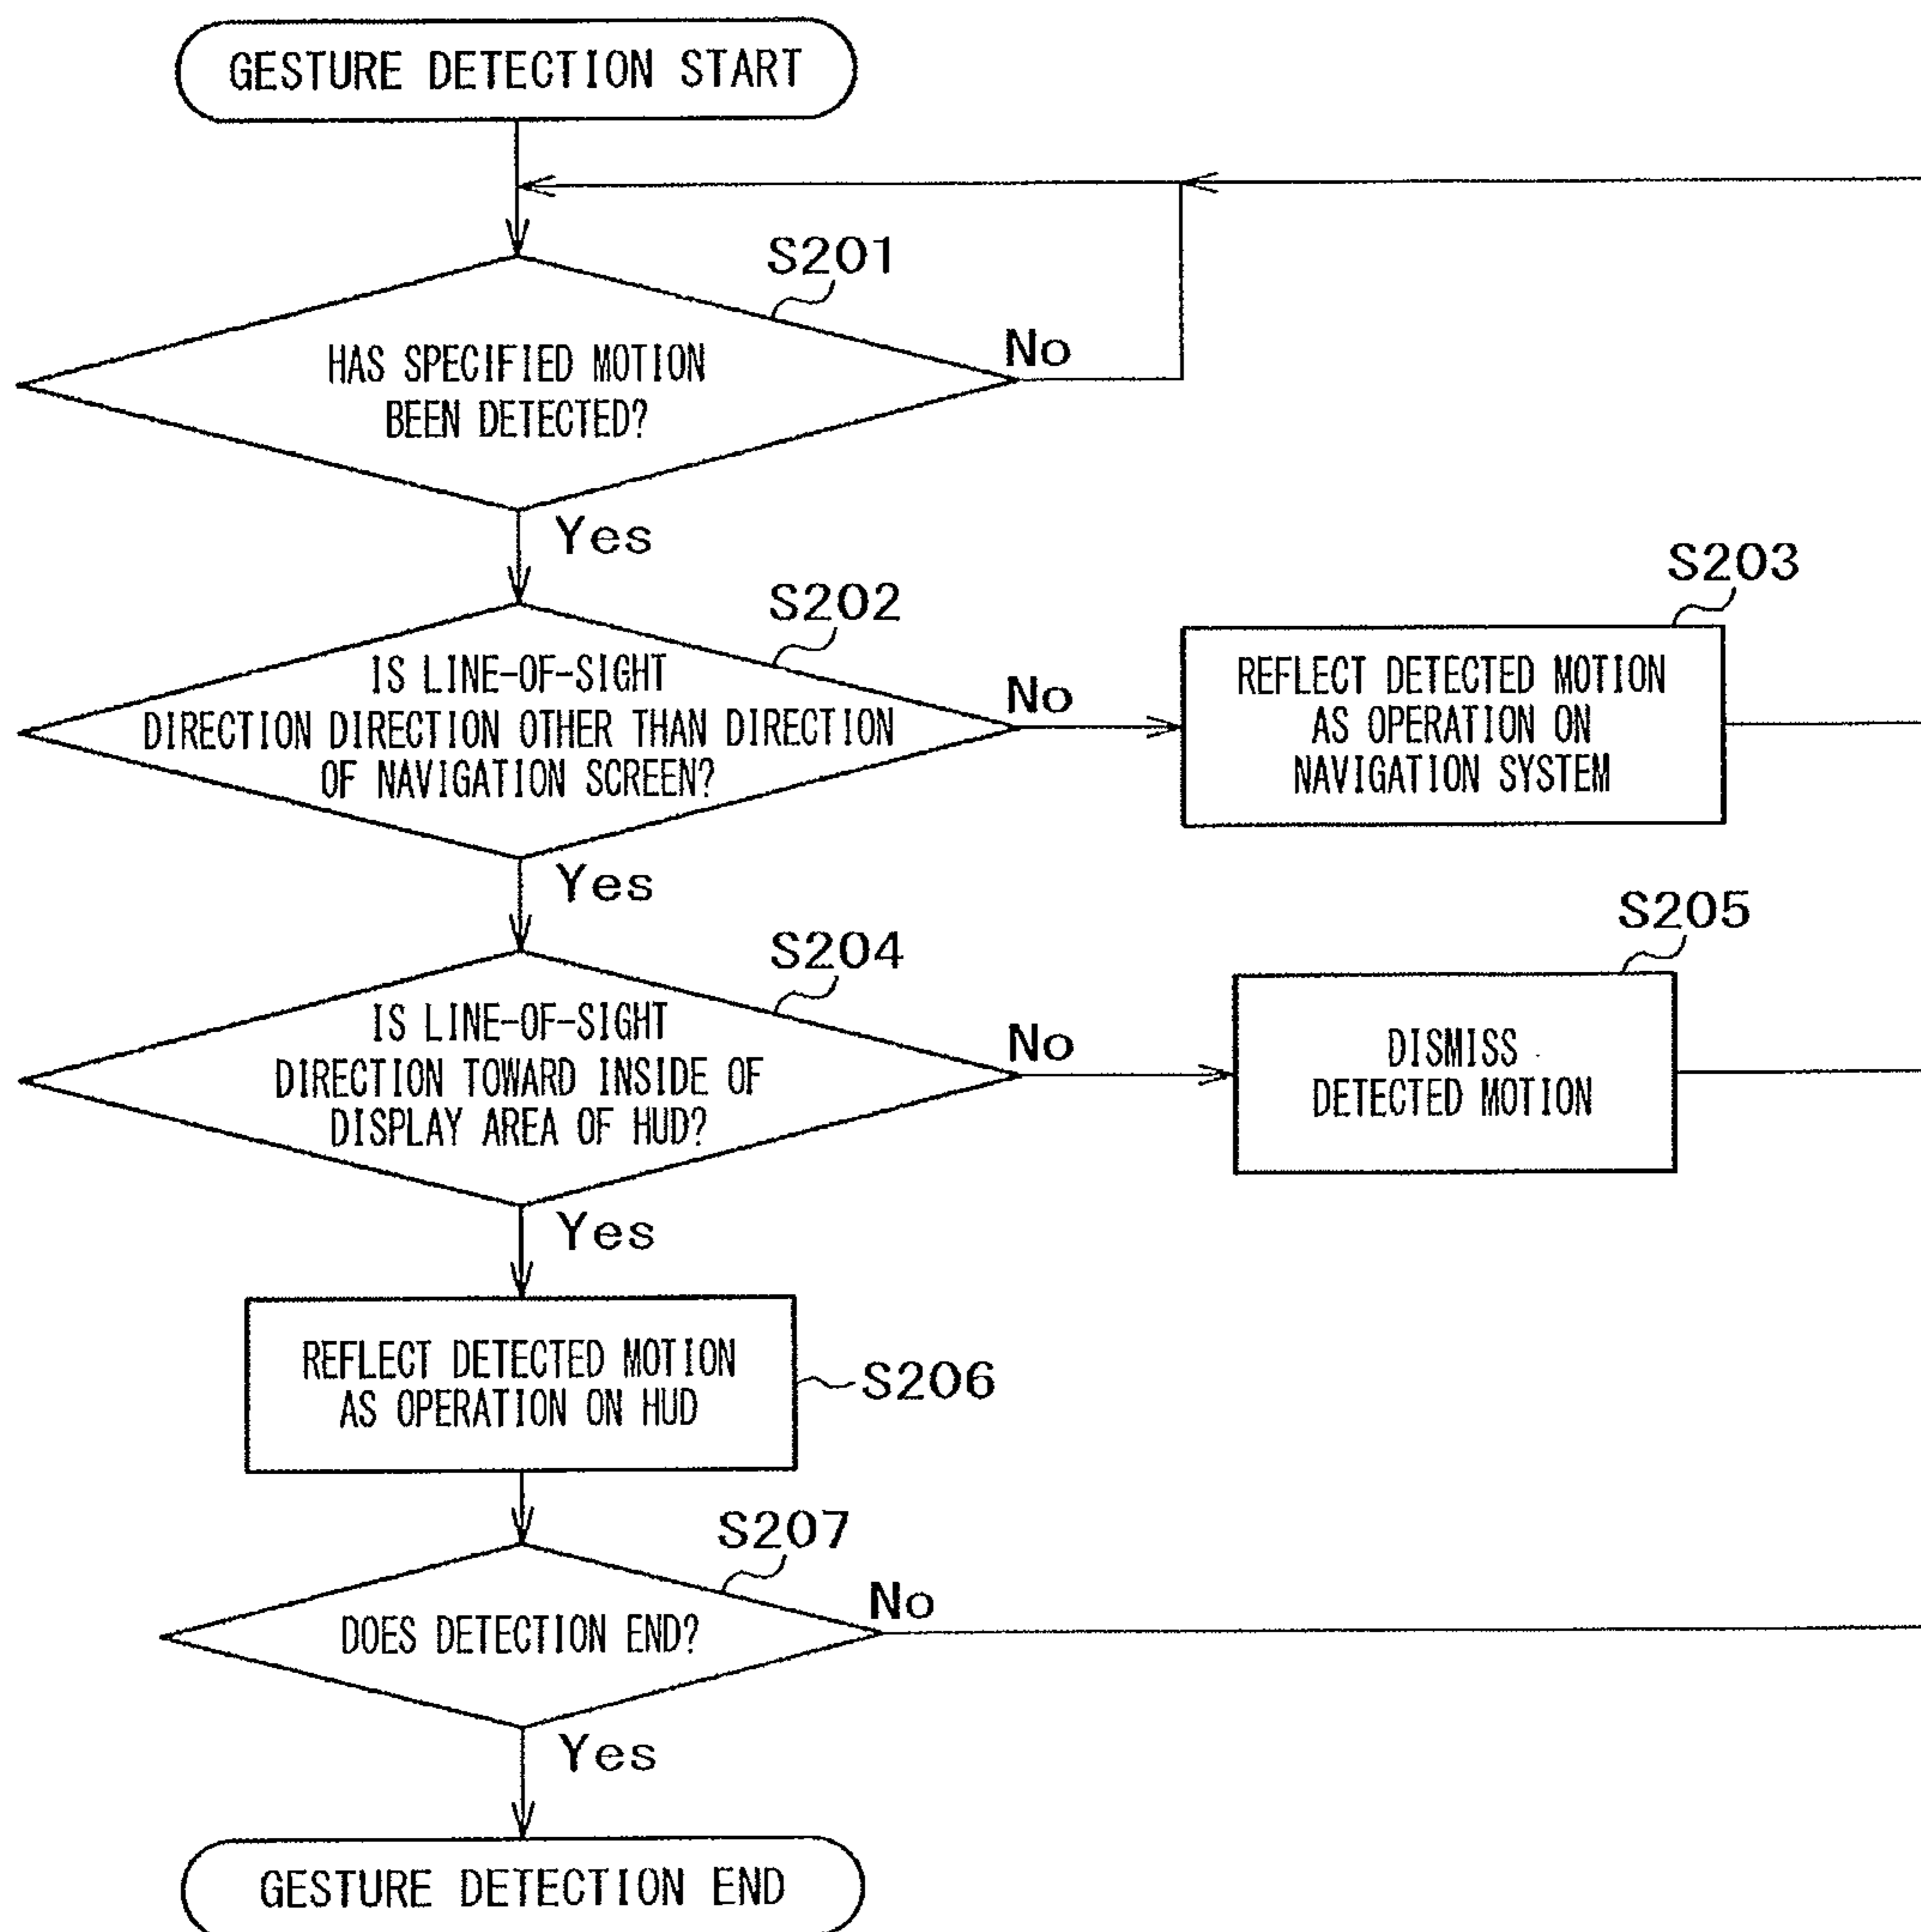 GESTURE DETECTION START
S201
HAS SPECIFIED MOTION
BEEN DETECTED?
No
Yes
S202
IS LINE-OF-SIGHT
DIRECTION DIRECTION OTHER THAN DIRECTION
OF NAVIGATION SCREEN?
No
S203
REFLECT DETECTED MOTION
AS OPERATION ON
NAVIGATION SYSTEM
Yes
S204
IS LINE-OF-SIGHT
DIRECTION TOWARD INSIDE OF
DISPLAY AREA OF HUD?
No
S205
DISMISS
DETECTED MOTION
Yes
REFLECT DETECTED MOTION
AS OPERATION ON HUD
S206
S207
DOES DETECTION END?
No
Yes
GESTURE DETECTION END